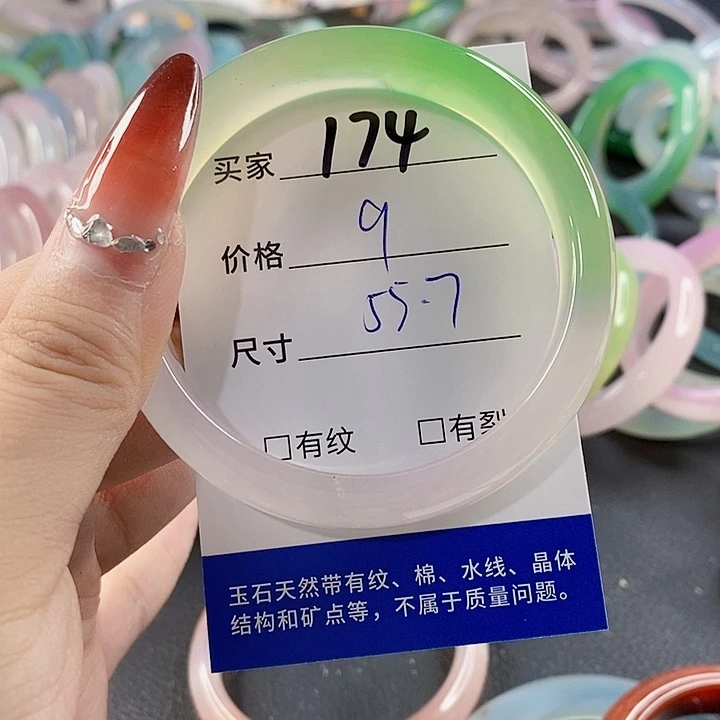 买家 174
价格 9
尺寸 55.7
□有纹 □有裂
玉石天然带有纹、棉、水线、晶体
结构和矿点等，不属于质量问题。